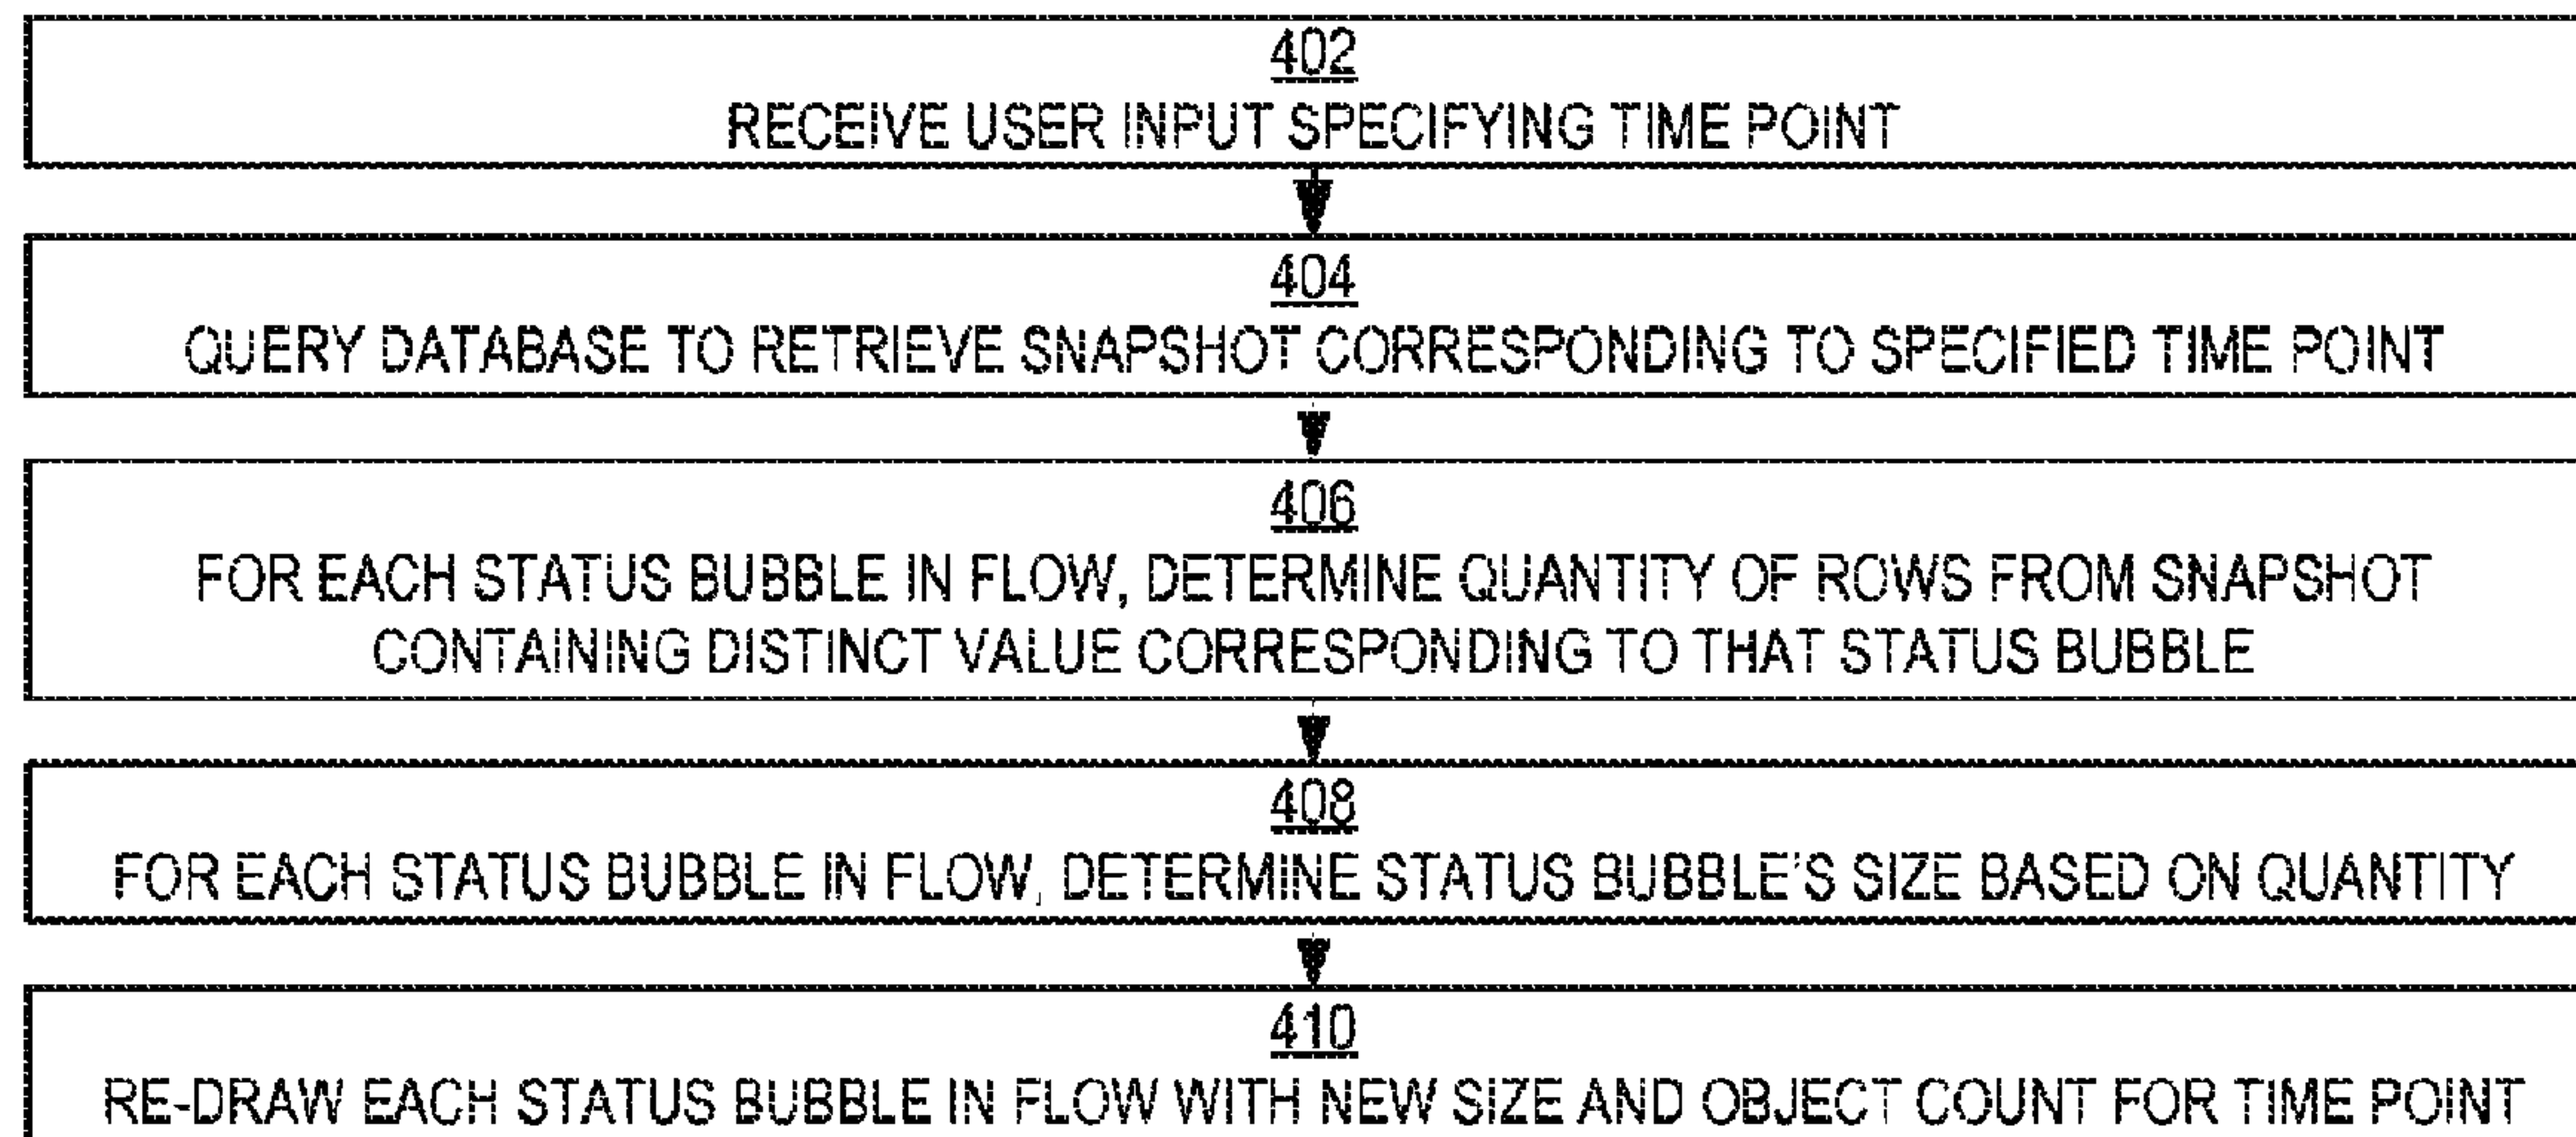 402
RECEIVE USER INPUT SPECIFYING TIME POINT
404
QUERY DATABASE TO RETRIEVE SNAPSHOT CORRESPONDING TO SPECIFIED TIME POINT
406
FOR EACH STATUS BUBBLE IN FLOW, DETERMINE QUANTITY OF ROWS FROM SNAPSHOT
CONTAINING DISTINCT VALUE CORRESPONDING TO THAT STATUS BUBBLE
408
FOR EACH STATUS BUBBLE IN FLOW, DETERMINE STATUS BUBBLE'S SIZE BASED ON QUANTITY
410
RE-DRAW EACH STATUS BUBBLE IN FLOW WITH NEW SIZE AND OBJECT COUNT FOR TIME POINT